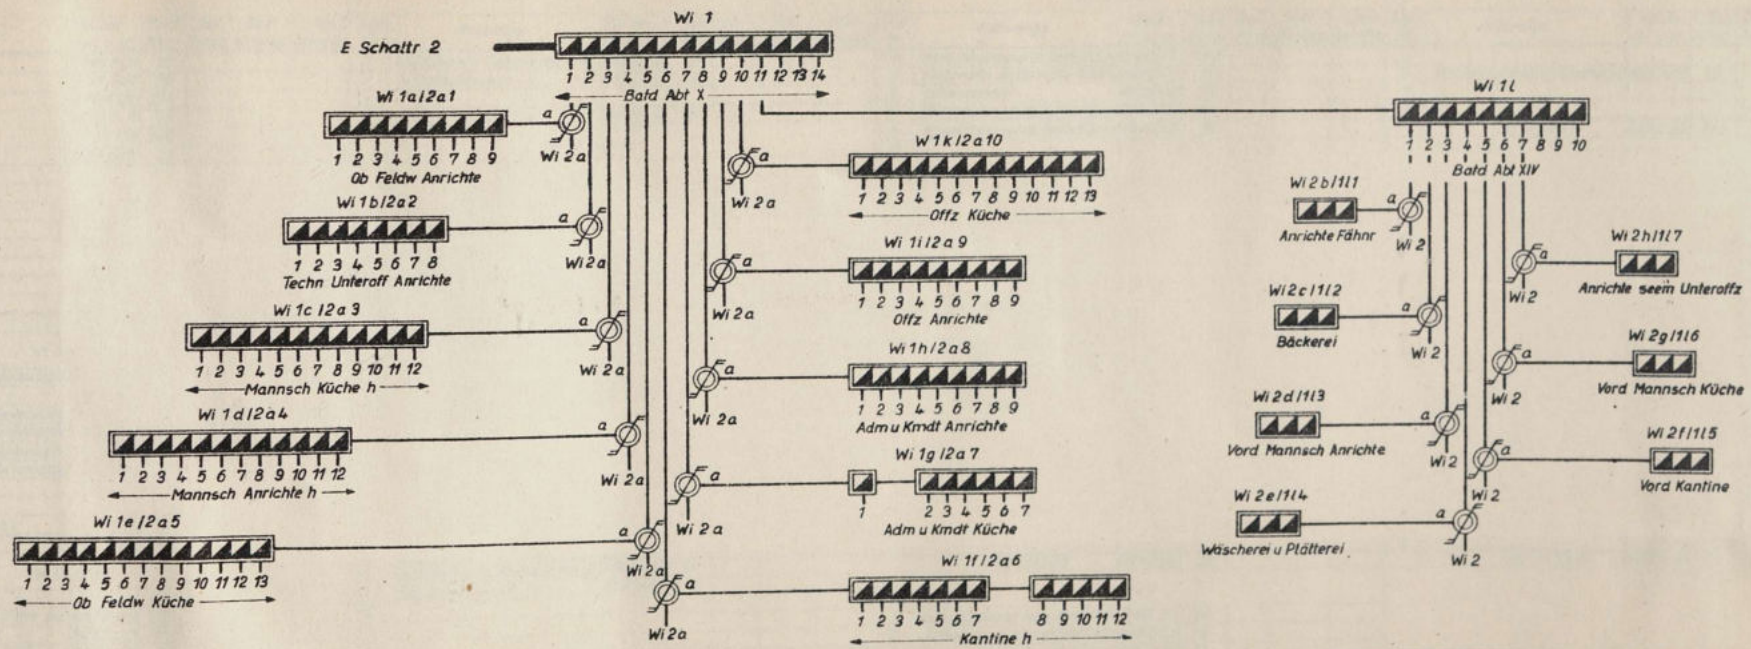 Wi 1
E Schaltr 2
1 2 3 4 5 6 7 8 9 10 11 12 13 14
Batd Abt X
Wi 1a/2a1
a
Wi 2a
1 2 3 4 5 6 7 8 9
Ob Feldw Anrichte
Wi 1b/2a2
a
Wi 2a
1 2 3 4 5 6 7 8
Techn Unteroff Anrichte
Wi 1c/2a3
a
Wi 2a
1 2 3 4 5 6 7 8 9 10 11 12
Mannsch Küche h
Wi 1d/2a4
a
Wi 2a
1 2 3 4 5 6 7 8 9 10 11 12
Mannsch Anrichte h
Wi 1e/2a5
a
Wi 2a
1 2 3 4 5 6 7 8 9 10 11 12 13
Ob Feldw Küche
W 1k/2a10
a
Wi 2a
1 2 3 4 5 6 7 8 9 10 11 12 13
Offz Küche
Wi 1i/2a9
a
Wi 2a
1 2 3 4 5 6 7 8 9
Offz Anrichte
Wi 1h/2a8
a
Wi 2a
1 2 3 4 5 6 7 8 9
Adm u Kmdt Anrichte
Wi 1g/2a7
a
Wi 2a
1 2 3 4 5 6 7
Adm u Kmdt Küche
Wi 1f/2a6
a
Wi 2a
1 2 3 4 5 6 7 8 9 10 11 12
Kantine h
Wi 1l
1 2 3 4 5 6 7 8 9 10
Batd Abt XIV
Wi 2b/1l1
a
Wi 2
Anrichte Fähnr
Wi 2c/1l2
a
Wi 2
Bäckerei
Wi 2d/1l3
a
Wi 2
Vord Mannsch Anrichte
Wi 2e/1l4
a
Wi 2
Wäscherei u Plätterei
Wi 2h/1l7
a
Wi 2
Anrichte seem Unteroffz
Wi 2g/1l6
a
Wi 2
Vord Mannsch Küche
Wi 2f/1l5
a
Wi 2
Vord Kantine